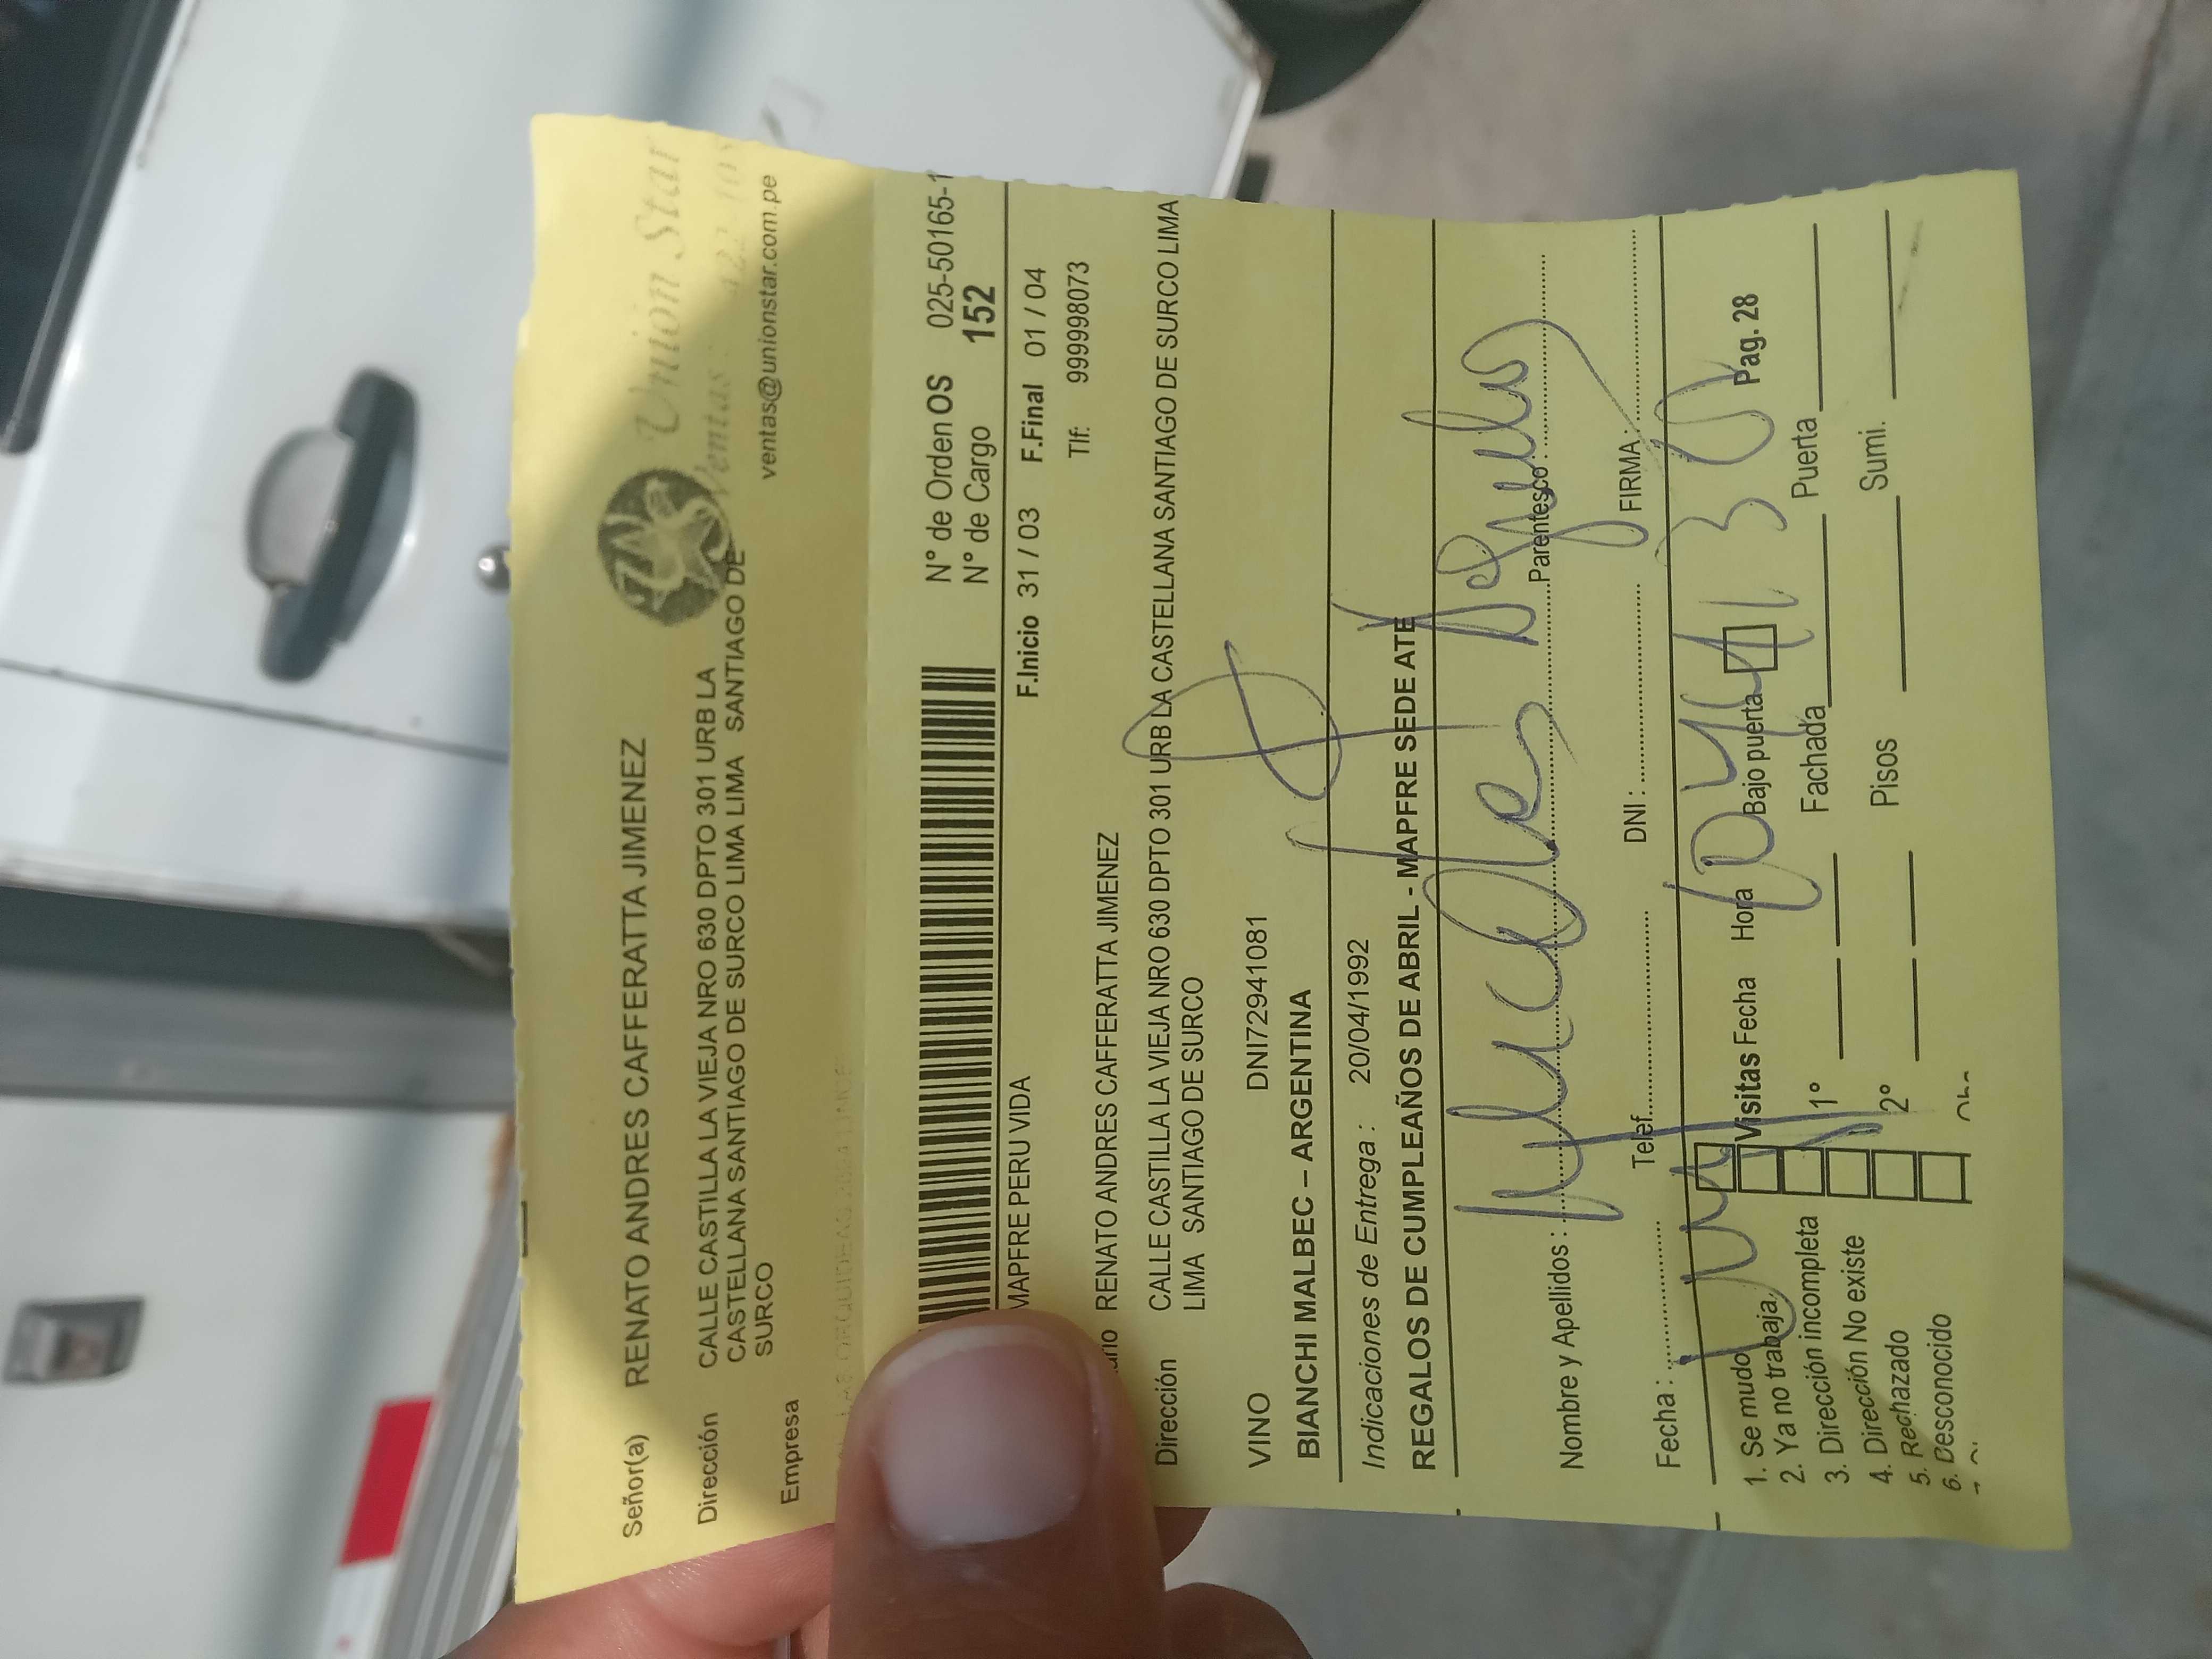 Señor(a) RENATO ANDRES CAFFERATTA JIMENEZ
Union Star
Ventas
ventas@unionstar.com.pe
Dirección CALLE CASTILLA LA VIEJA NRO 630 DPTO 301 URB LA
CASTELLANA SANTIAGO DE SURCO LIMA LIMA SANTIAGO DE
SURCO
Empresa
N° de Orden OS 025-50165-1
N° de Cargo 152
MAPFRE PERU VIDA F.Inicio 31 / 03 F.Final 01 / 04
Tlf: 999998073
RENATO ANDRES CAFFERATTA JIMENEZ
Dirección CALLE CASTILLA LA VIEJA NRO 630 DPTO 301 URB LA CASTELLANA SANTIAGO DE SURCO LIMA
LIMA SANTIAGO DE SURCO
VINO DNI72941081
BIANCHI MALBEC – ARGENTINA
Indicaciones de Entrega : 20/04/1992
REGALOS DE CUMPLEAÑOS DE ABRIL - MAPFRE SEDE ATE
Nombre y Apellidos : Parentesco :
Fecha : Telef. DNI : FIRMA :
1. Se mudo Visitas Fecha Hora Bajo puerta Pag. 28
2. Ya no trabaja.
3. Dirección incompleta 1° Fachada Puerta
4. Dirección No existe
5. Rechazado 2° Pisos Sumi.
6. Desconocido